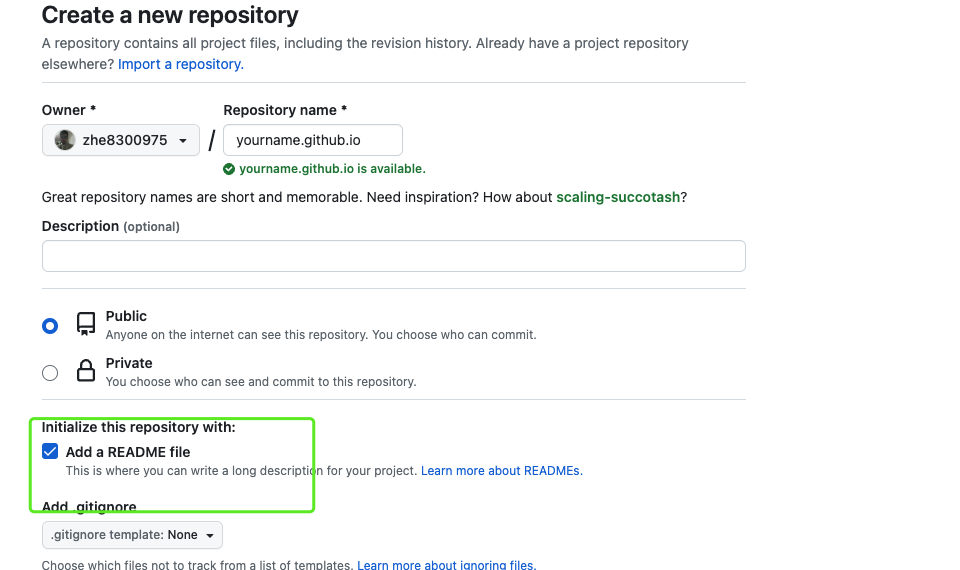 Create a new repository
A repository contains all project files, including the revision history. Already have a project repository
elsewhere? Import a repository.
Owner *
Repository name *
zhe8300975
/
yourname.github.io
yourname.github.io is available.
Great repository names are short and memorable. Need inspiration? How about scaling-succotash?
Description (optional)
Public
Anyone on the internet can see this repository. You choose who can commit.
Private
You choose who can see and commit to this repository.
Initialize this repository with:
Add a README file
This is where you can write a long description for your project. Learn more about READMEs.
Add .gitignore
.gitignore template: None
Choose which files not to track from a list of templates. Learn more about ignoring files.